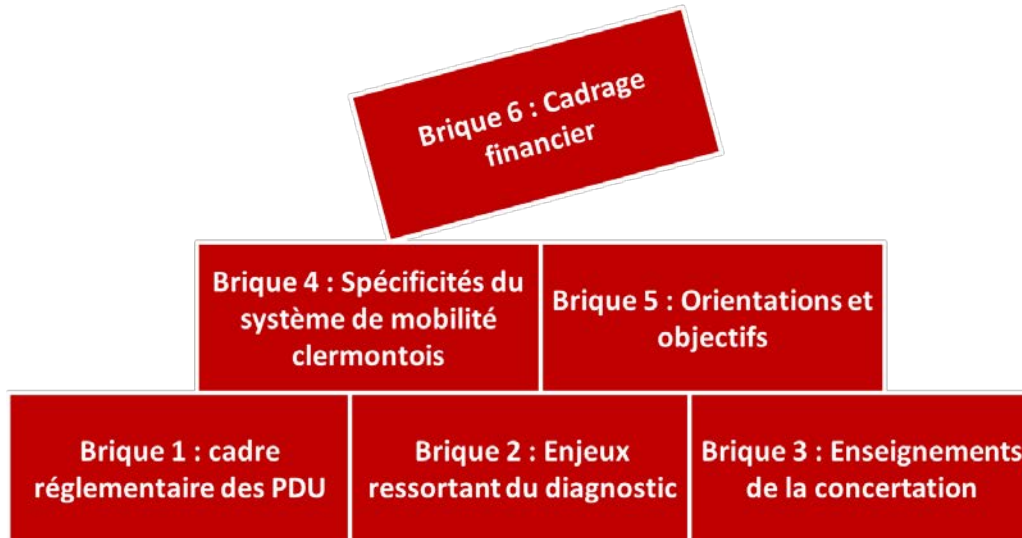 Brique 6 : Cadrage
financier
Brique 4 : Spécificités du
système de mobilité
clermontois
Brique 5 : Orientations et
objectifs
Brique 1 : cadre
réglementaire des PDU
Brique 2 : Enjeux
ressortant du diagnostic
Brique 3 : Enseignements
de la concertation